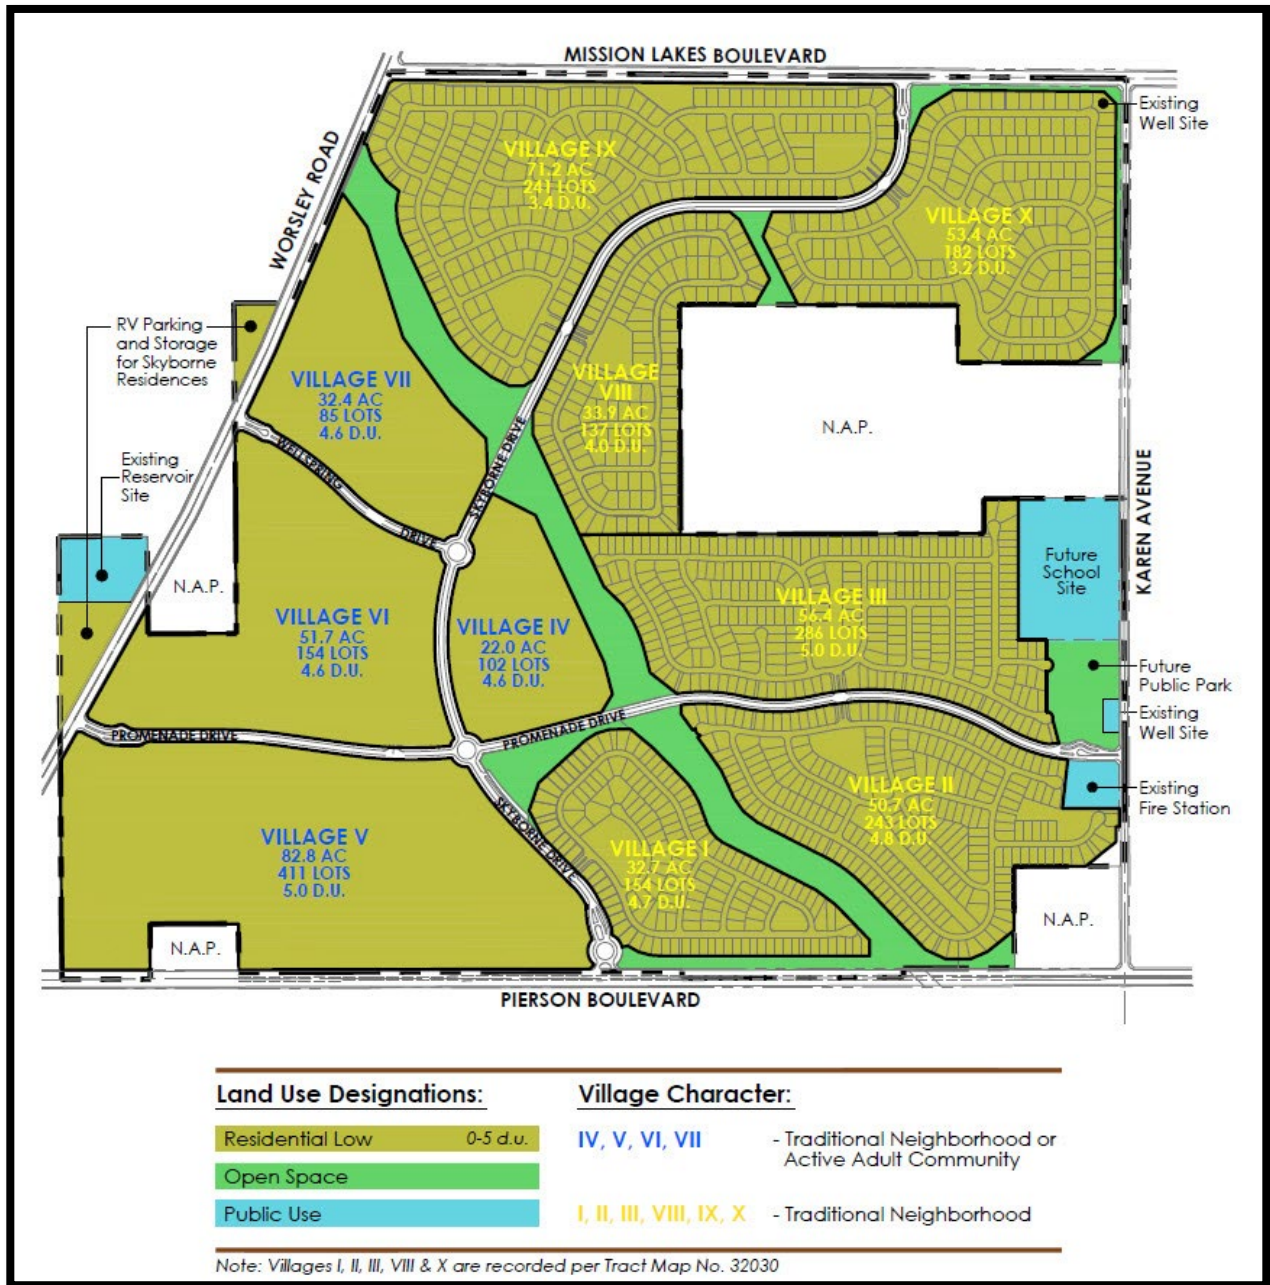 MISSION LAKES BOULEVARD
Existing
Well Site
WORSLEY ROAD
VILLAGE IX
71.2 AC
241 LOTS
3.4 D.U.
VILLAGE X
53.4 AC
182 LOTS
3.2 D.U.
RV Parking
and Storage
for Skyborne
Residences
VILLAGE VII
32.4 AC
85 LOTS
4.6 D.U.
VILLAGE
VIII
33.9 AC
137 LOTS
4.0 D.U.
N.A.P.
KAREN AVENUE
WELLSPRING
DRIVE
SKYBORNE DRIVE
Existing
Reservoir
Site
N.A.P.
Future
School
Site
VILLAGE VI
51.7 AC
154 LOTS
4.6 D.U.
VILLAGE IV
22.0 AC
102 LOTS
4.6 D.U.
VILLAGE III
56.4 AC
286 LOTS
5.0 D.U.
Future
Public Park
Existing
Well Site
PROMENADE DRIVE
PROMENADE DRIVE
Existing
Fire Station
VILLAGE V
82.8 AC
411 LOTS
5.0 D.U.
SKYBORNE DRIVE
VILLAGE I
32.7 AC
154 LOTS
4.7 D.U.
VILLAGE II
50.7 AC
243 LOTS
4.8 D.U.
N.A.P.
N.A.P.
PIERSON BOULEVARD
Land Use Designations:
Residential Low 0-5 d.u.
Open Space
Public Use
Village Character:
IV, V, VI, VII - Traditional Neighborhood or
Active Adult Community
I, II, III, VIII, IX, X - Traditional Neighborhood
Note: Villages I, II, III, VIII & X are recorded per Tract Map No. 32030